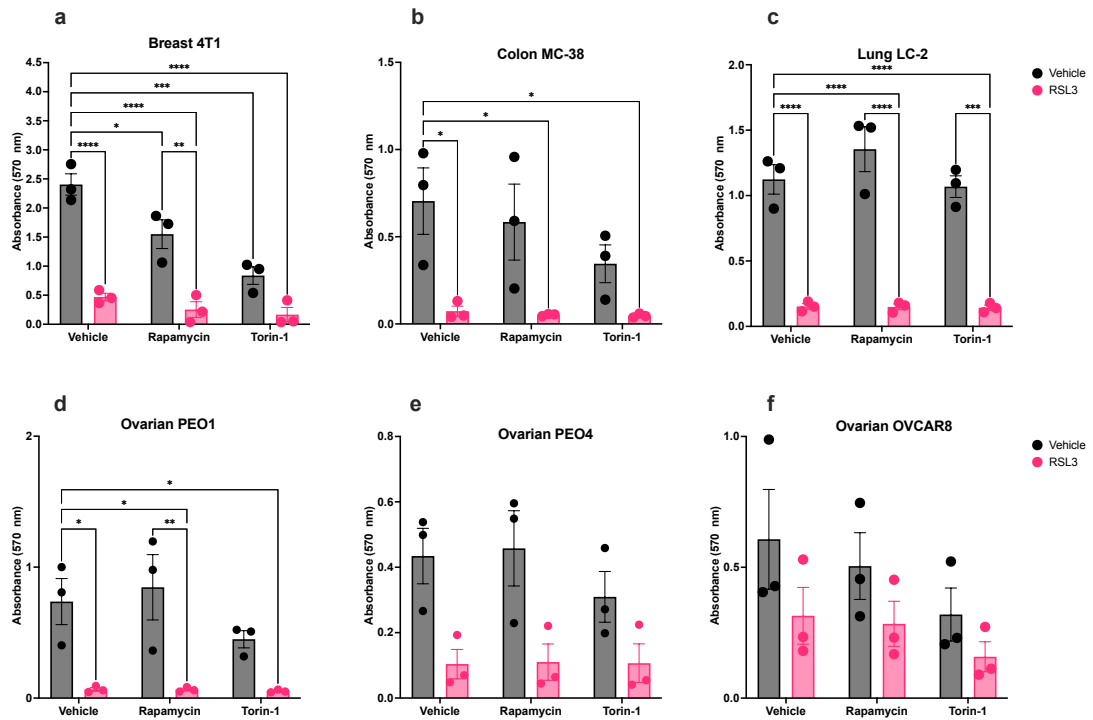 a
Breast 4T1
Absorbance (570 nm)
4.5
4.0
3.5
3.0
2.5
2.0
1.5
1.0
0.5
0.0
****
***
****
*
****
**
Vehicle
Rapamycin
Torin-1
b
Colon MC-38
Absorbance (570 nm)
1.5
1.0
0.5
0.0
*
*
*
Vehicle
Rapamycin
Torin-1
c
Lung LC-2
Absorbance (570 nm)
2.0
1.5
1.0
0.5
0.0
****
****
****
****
***
Vehicle
Rapamycin
Torin-1
Vehicle
RSL3
d
Ovarian PEO1
Absorbance (570 nm)
2
1
0
*
*
*
**
Vehicle
Rapamycin
Torin-1
e
Ovarian PEO4
Absorbance (570 nm)
0.8
0.6
0.4
0.2
0.0
Vehicle
Rapamycin
Torin-1
f
Ovarian OVCAR8
Absorbance (570 nm)
1.0
0.5
0.0
Vehicle
Rapamycin
Torin-1
Vehicle
RSL3